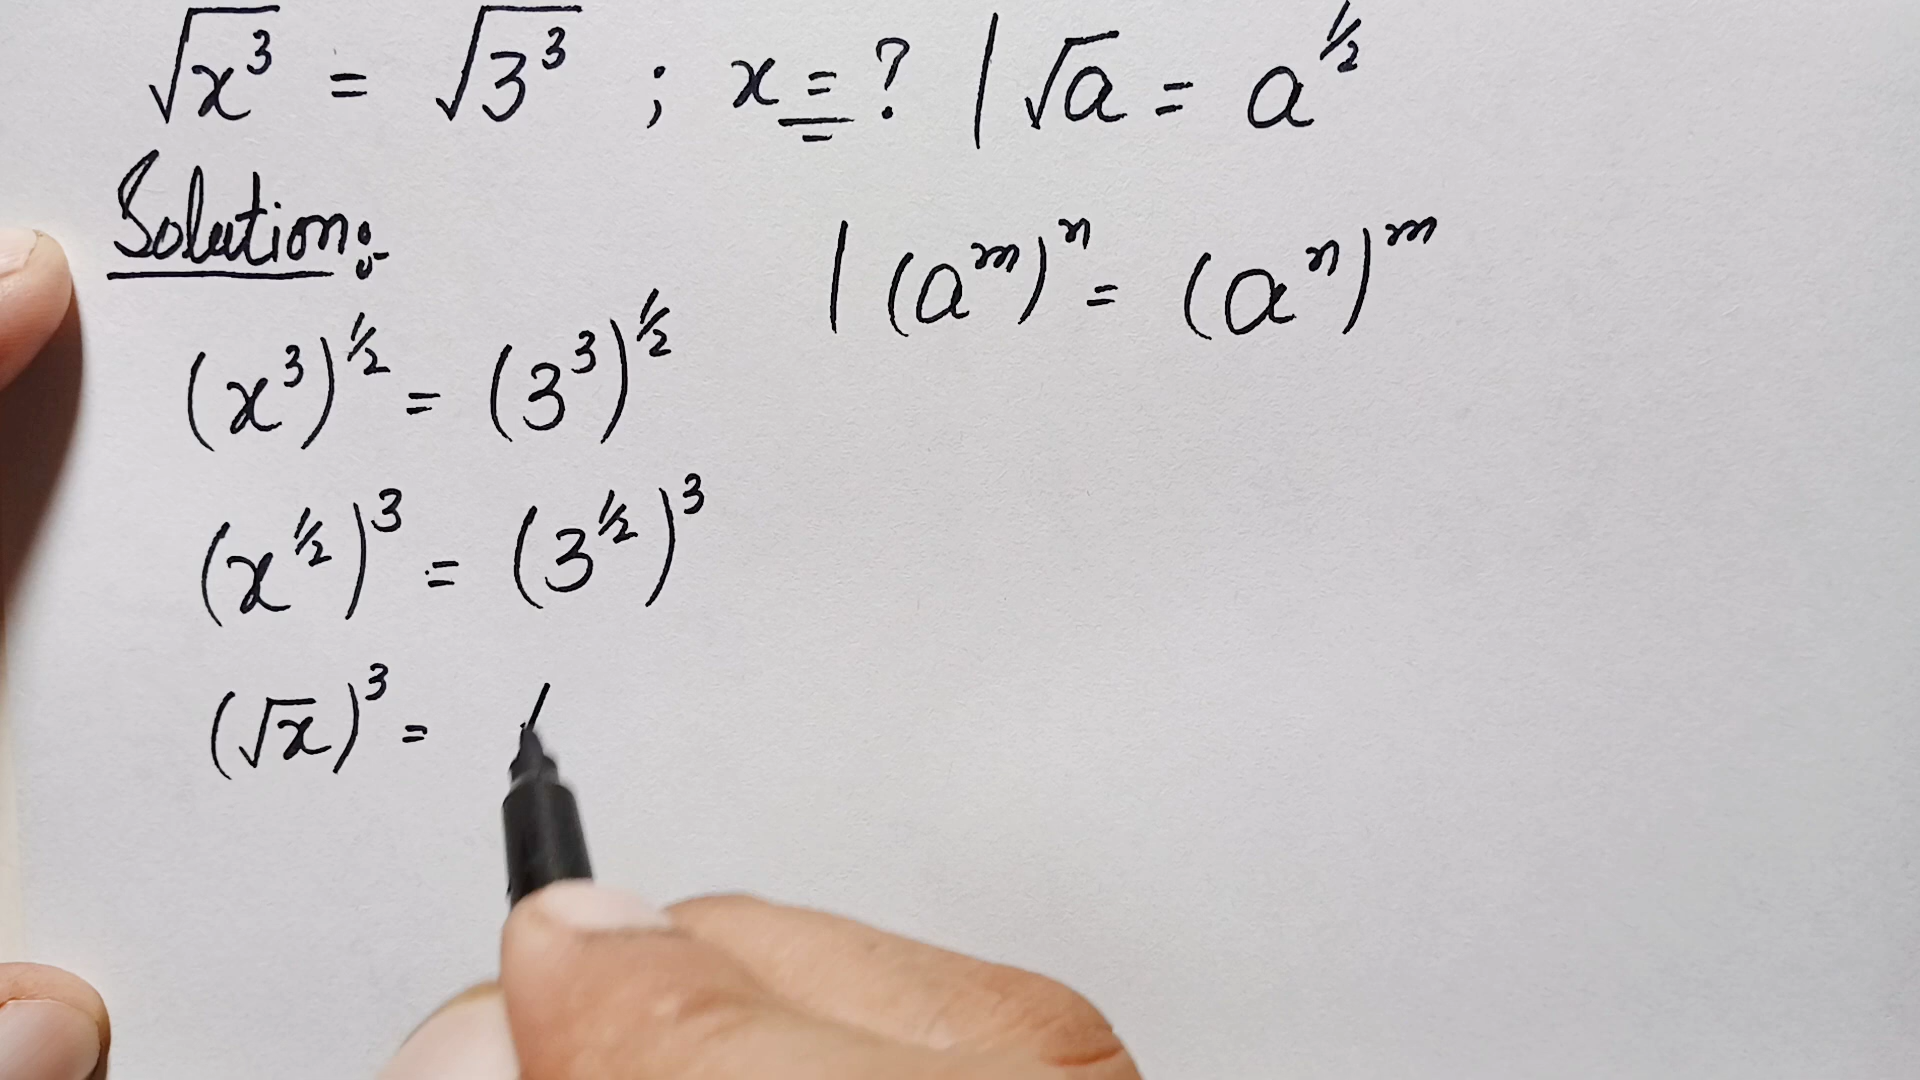 √x³ = √3³ ; x = ? | √a = a^½
Solution:-
| (a^m)^n = (a^n)^m
(x³)^½ = (3³)^½
(x^½)³ = (3^½)³
(√x)³ = (